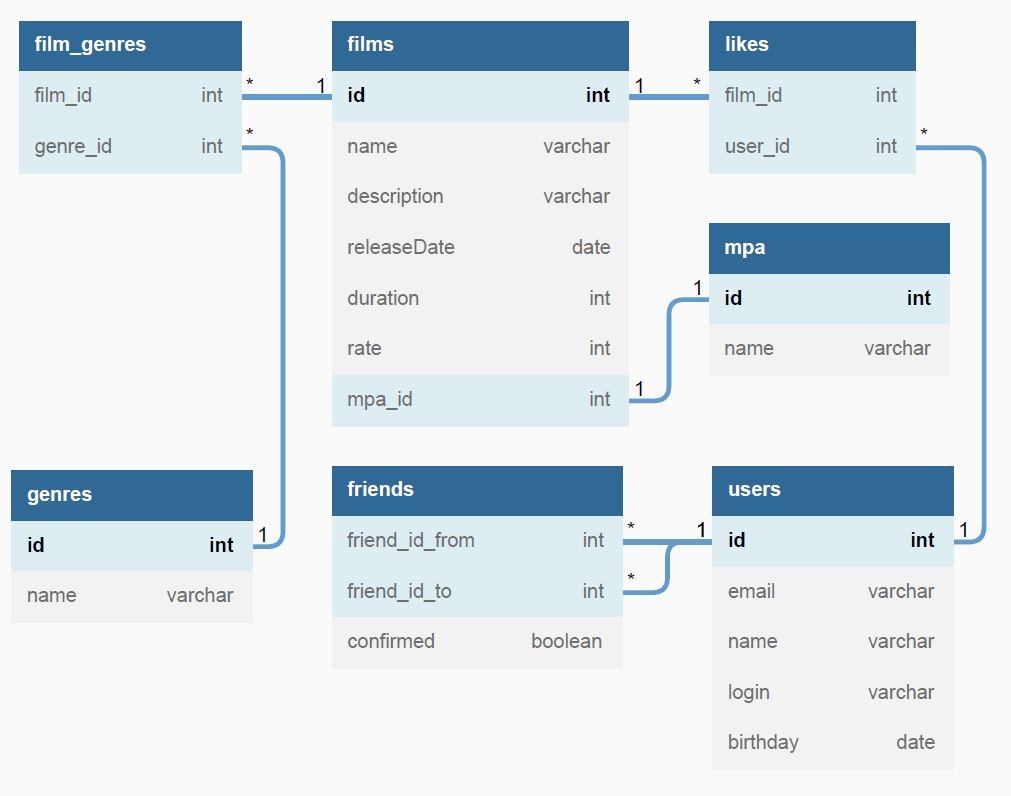 film_genres
film_id int
genre_id int
* 1
*
films
id int
name varchar
description varchar
releaseDate date
duration int
rate int
mpa_id int
1 *
likes
film_id int
user_id int
*
mpa
id int
name varchar
1
1
genres
id int
name varchar
1
friends
friend_id_from int
friend_id_to int
confirmed boolean
* 1
*
users
id int
email varchar
name varchar
login varchar
birthday date
1